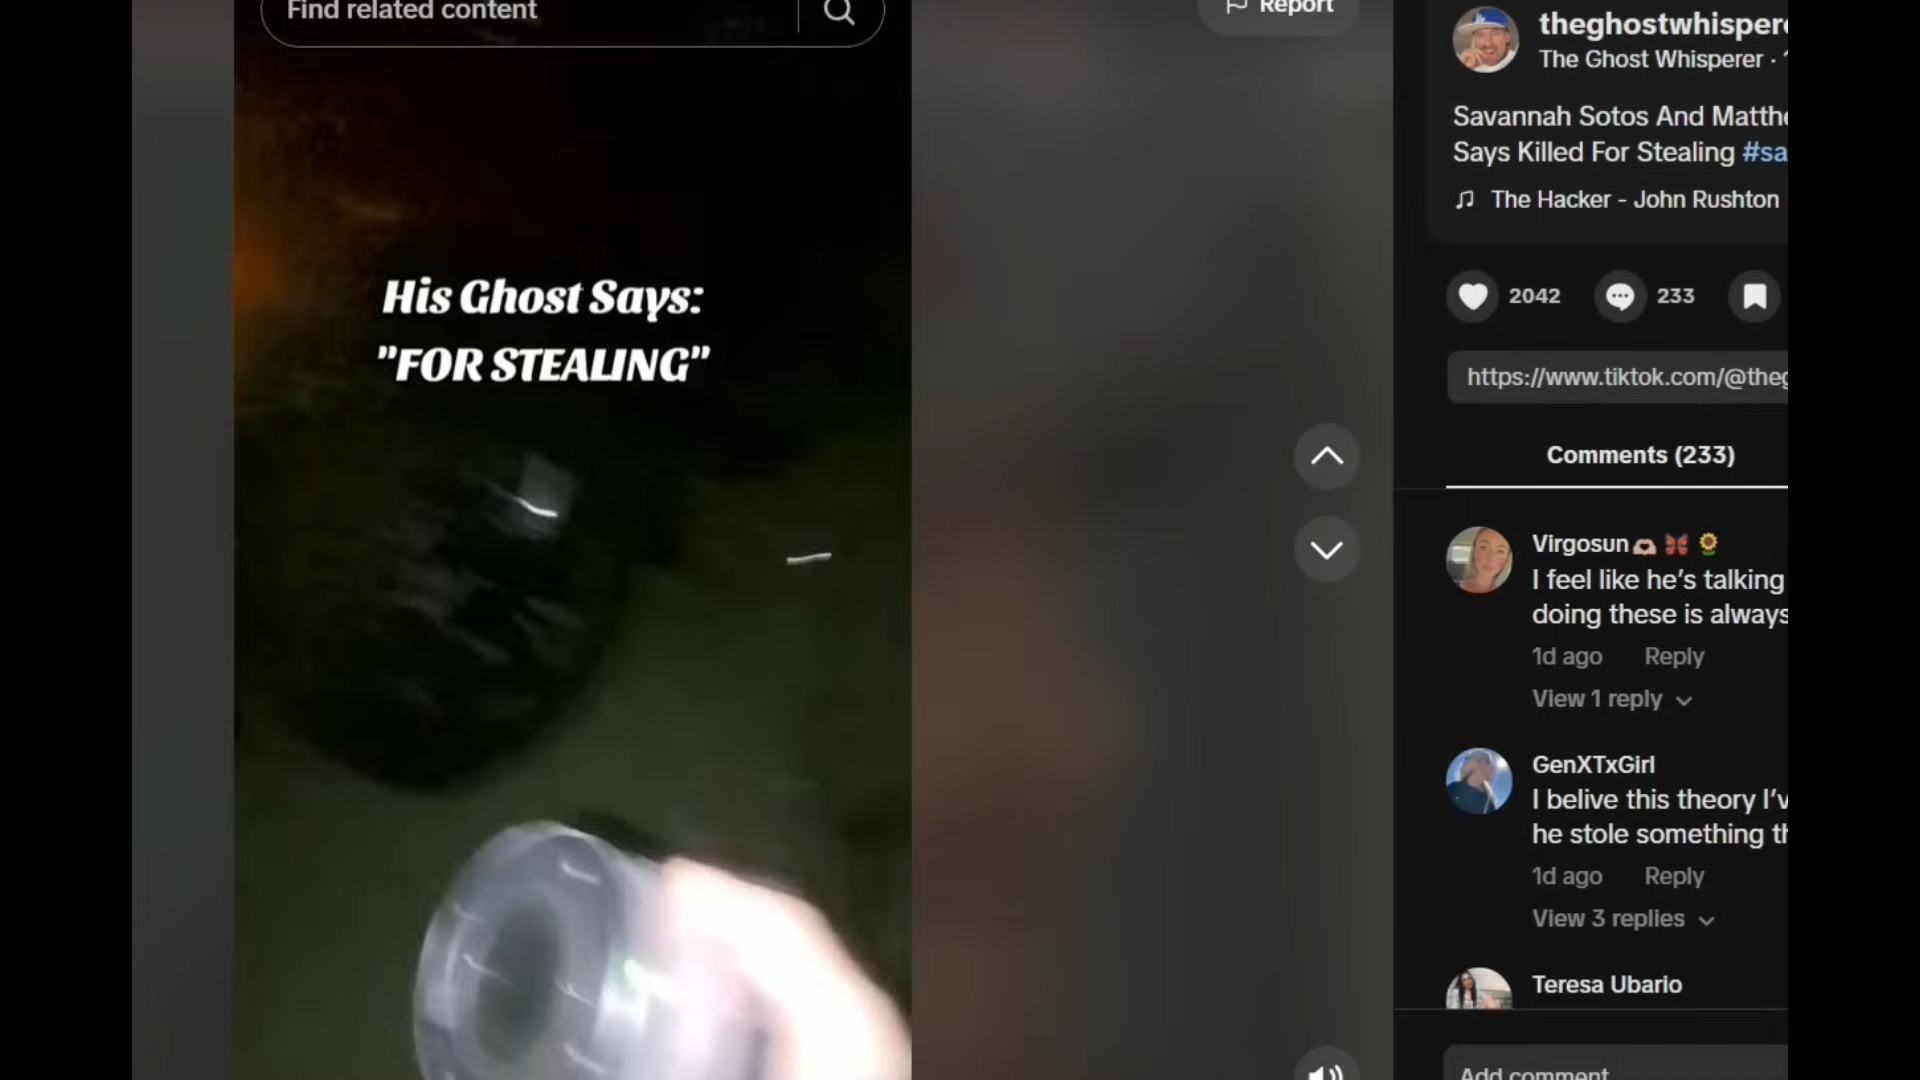 Find related content
Report
His Ghost Says:
"FOR STEALING"
theghostwhispere
The Ghost Whisperer ·
Savannah Sotos And Matthe
Says Killed For Stealing #sa
The Hacker - John Rushton
2042
233
https://www.tiktok.com/@theg
Comments (233)
Virgosun
I feel like he's talking
doing these is always
1d ago Reply
View 1 reply
GenXTxGirl
I belive this theory I'v
he stole something th
1d ago Reply
View 3 replies
Teresa Ubario
Add comment